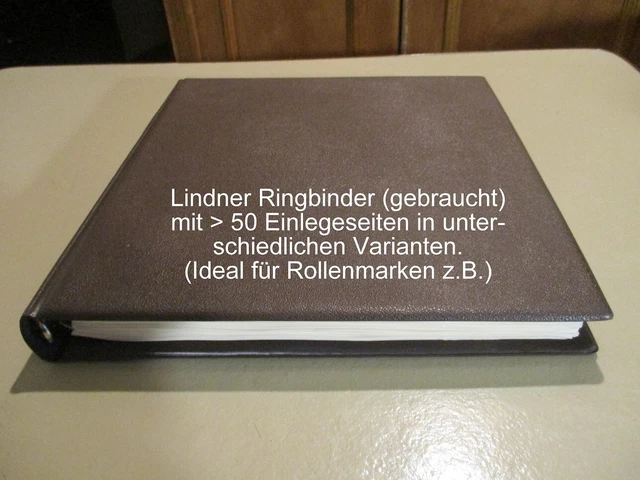 Lindner Ringbinder (gebraucht)
mit > 50 Einlegeseiten in unter-
schiedlichen Varianten.
(Ideal für Rollenmarken z.B.)